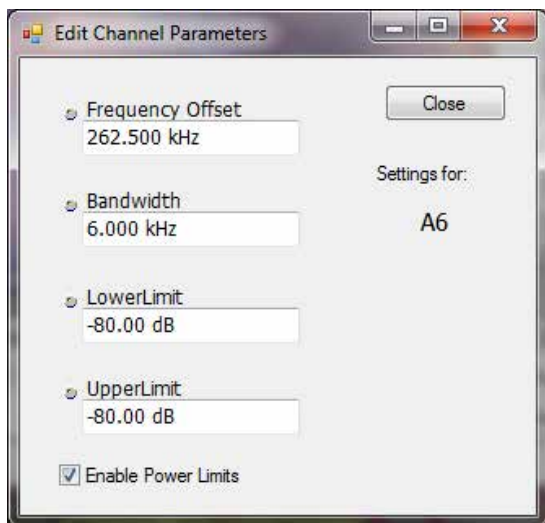 Edit Channel Parameters
Frequency Offset
262.500 kHz
Close
Settings for:
Bandwidth
6.000 kHz
A6
LowerLimit
-80.00 dB
UpperLimit
-80.00 dB
Enable Power Limits